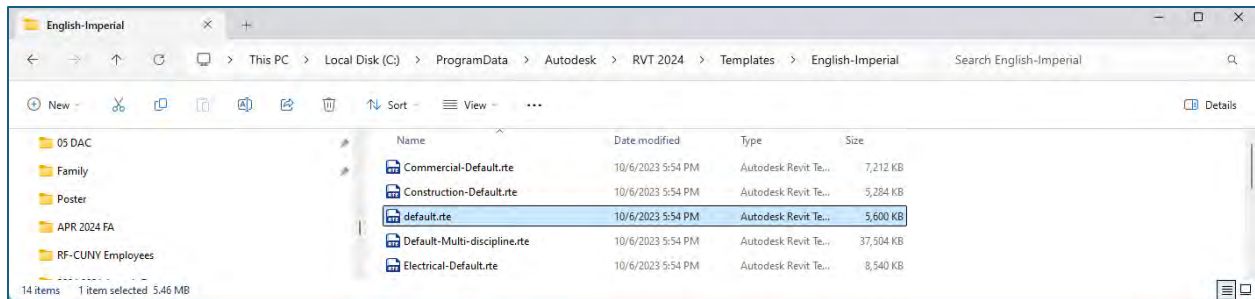 English-Imperial
This PC > Local Disk (C:) > ProgramData > Autodesk > RVT 2024 > Templates > English-Imperial Search English-Imperial
New Sort View ... Details
Name Date modified Type Size
05 DAC
Family
Poster
APR 2024 FA
RF-CUNY Employees
Commercial-Default.rte 10/6/2023 5:54 PM Autodesk Revit Te... 7,212 KB
Construction-Default.rte 10/6/2023 5:54 PM Autodesk Revit Te... 5,284 KB
default.rte 10/6/2023 5:54 PM Autodesk Revit Te... 5,600 KB
Default-Multi-discipline.rte 10/6/2023 5:54 PM Autodesk Revit Te... 37,504 KB
Electrical-Default.rte 10/6/2023 5:54 PM Autodesk Revit Te... 8,540 KB
14 items 1 item selected 5.46 MB